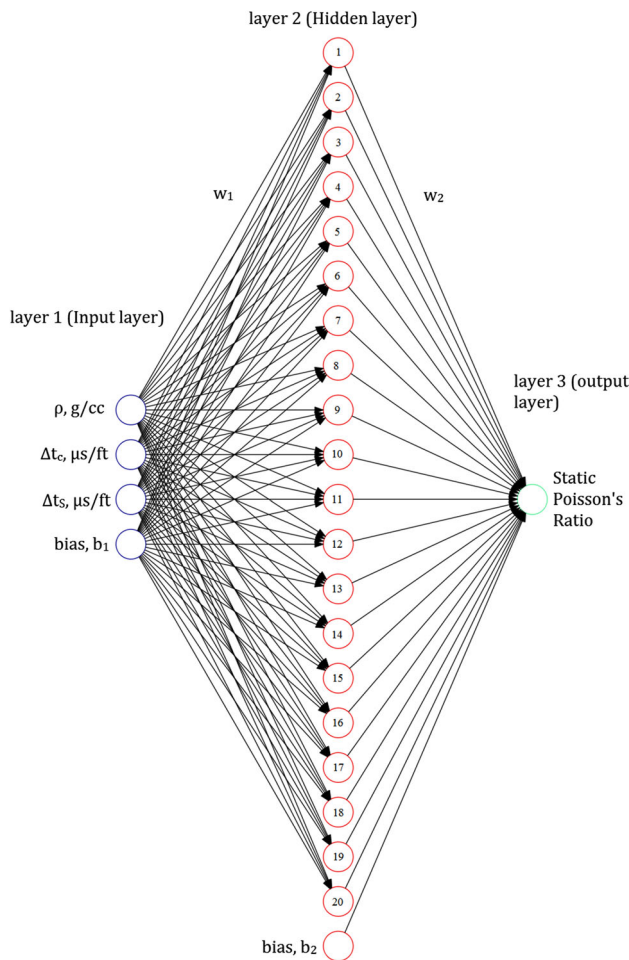 layer 2 (Hidden layer)
1
2
3
w₁
4
w₂
5
6
layer 1 (Input layer)
7
8
layer 3 (output
layer)
ρ, g/cc
9
Δtc, μs/ft
10
Δts, μs/ft
11
Static
Poisson's
Ratio
bias, b₁
12
13
14
15
16
17
18
19
20
bias, b₂